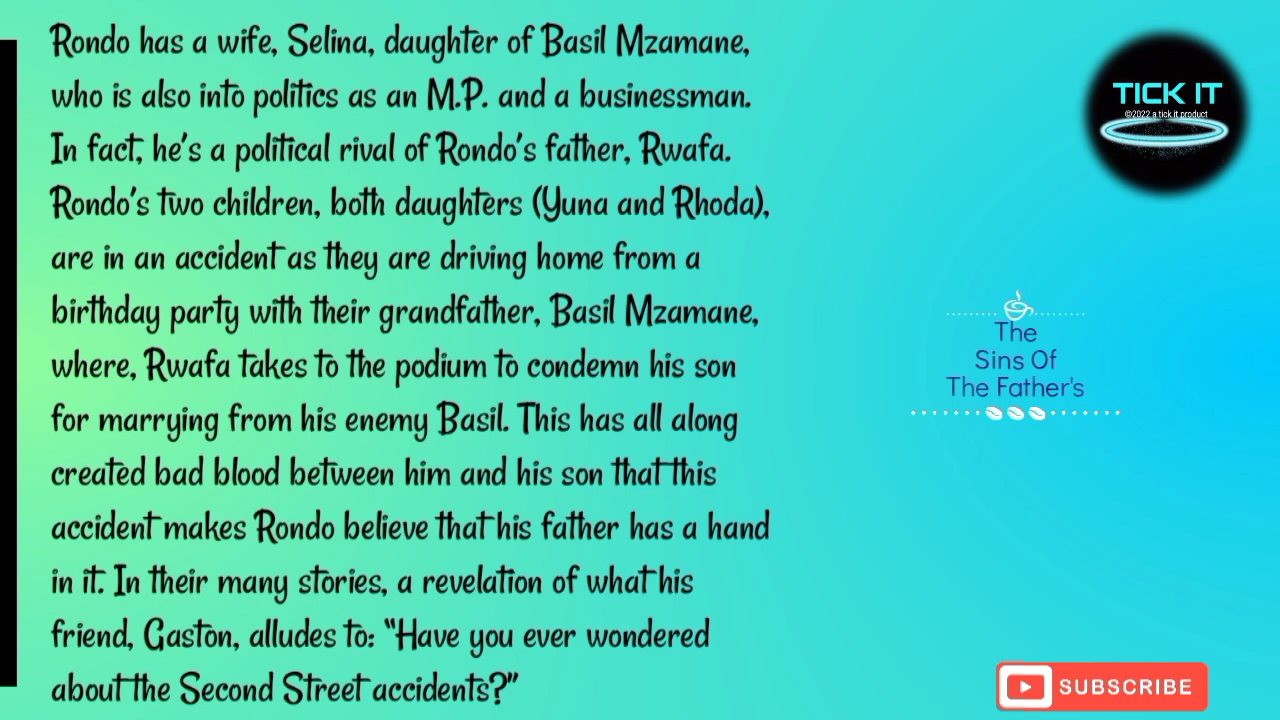 Rondo has a wife, Selina, daughter of Basil Mzamane,
who is also into politics as an M.P. and a businessman.
In fact, he's a political rival of Rondo's father, Rwafa.
Rondo's two children, both daughters (Yuna and Rhoda),
are in an accident as they are driving home from a
birthday party with their grandfather, Basil Mzamane,
where, Rwafa takes to the podium to condemn his son
for marrying from his enemy Basil. This has all along
created bad blood between him and his son that this
accident makes Rondo believe that his father has a hand
in it. In their many stories, a revelation of what his
friend, Gaston, alludes to: "Have you ever wondered
about the Second Street accidents?"
TICK IT
©2022 a tick it product
The
Sins Of
The Father's
SUBSCRIBE